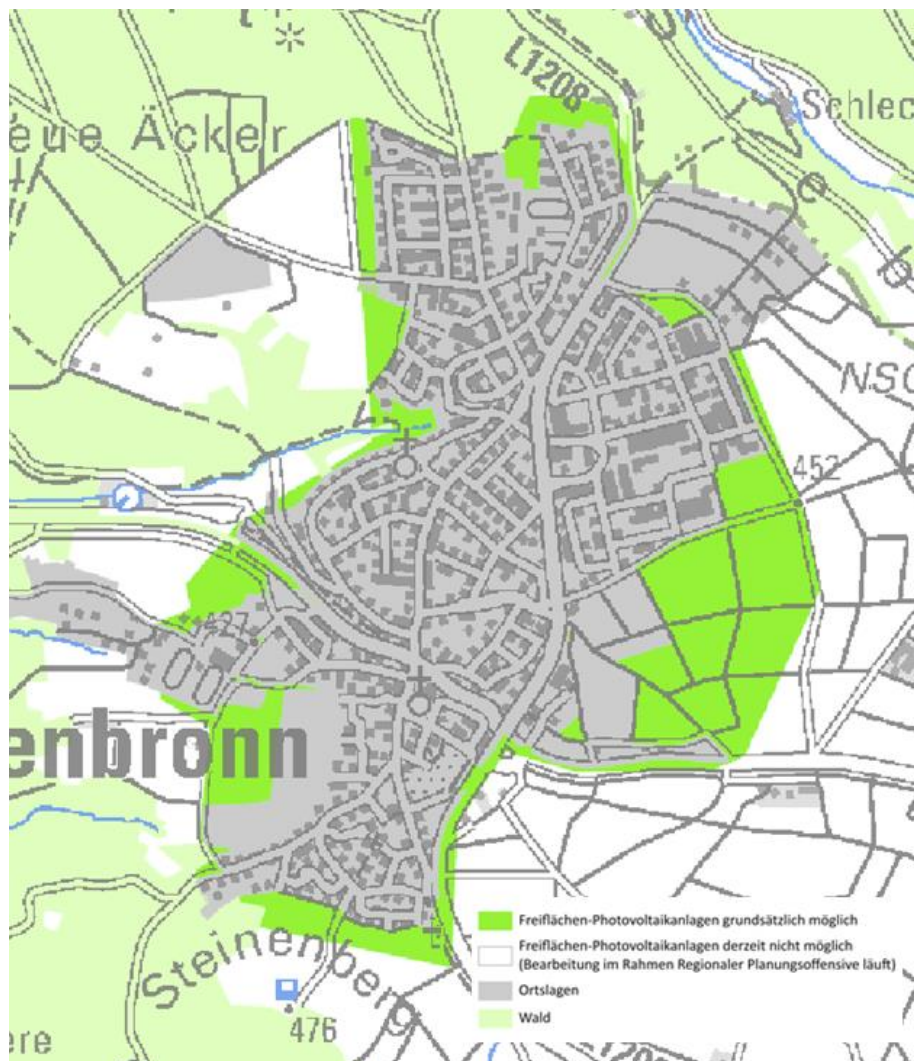 L1208
eue Äcker
Schlec
NSG
452
427
enbronn
Steinenberg
476
ere
Freiflächen-Photovoltaikanlagen grundsätzlich möglich
Freiflächen-Photovoltaikanlagen derzeit nicht möglich
(Bearbeitung im Rahmen Regionaler Planungsoffensive läuft)
Ortslagen
Wald